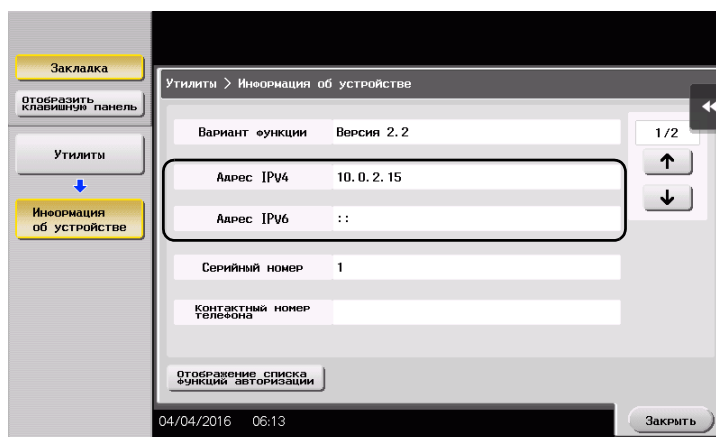 Закладка
Отобразить
клавишную панель
Утилиты
Информация
об устройстве
Утилиты > Информация об устройстве
Вариант функции Версия 2.2
1/2
Адрес IPv4 10.0.2.15
Адрес IPv6 ::
Серийный номер 1
Контактный номер
телефона
Отображение списка
функций авторизации
04/04/2016 06:13
Закрыть